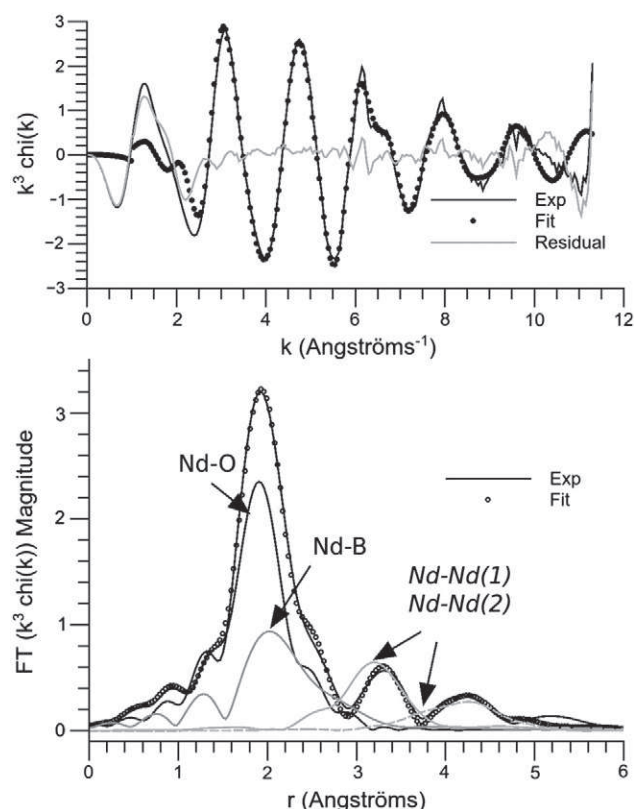 3
2
1
0
−1
−2
−3
k³ chi(k)
Exp
Fit
Residual
0 2 4 6 8 10 12
k (Angströms⁻¹)
3
2
1
0
FT (k³ chi(k)) Magnitude
Nd-O
Nd-B
Nd-Nd(1)
Nd-Nd(2)
Exp
Fit
0 1 2 3 4 5 6
r (Angströms)